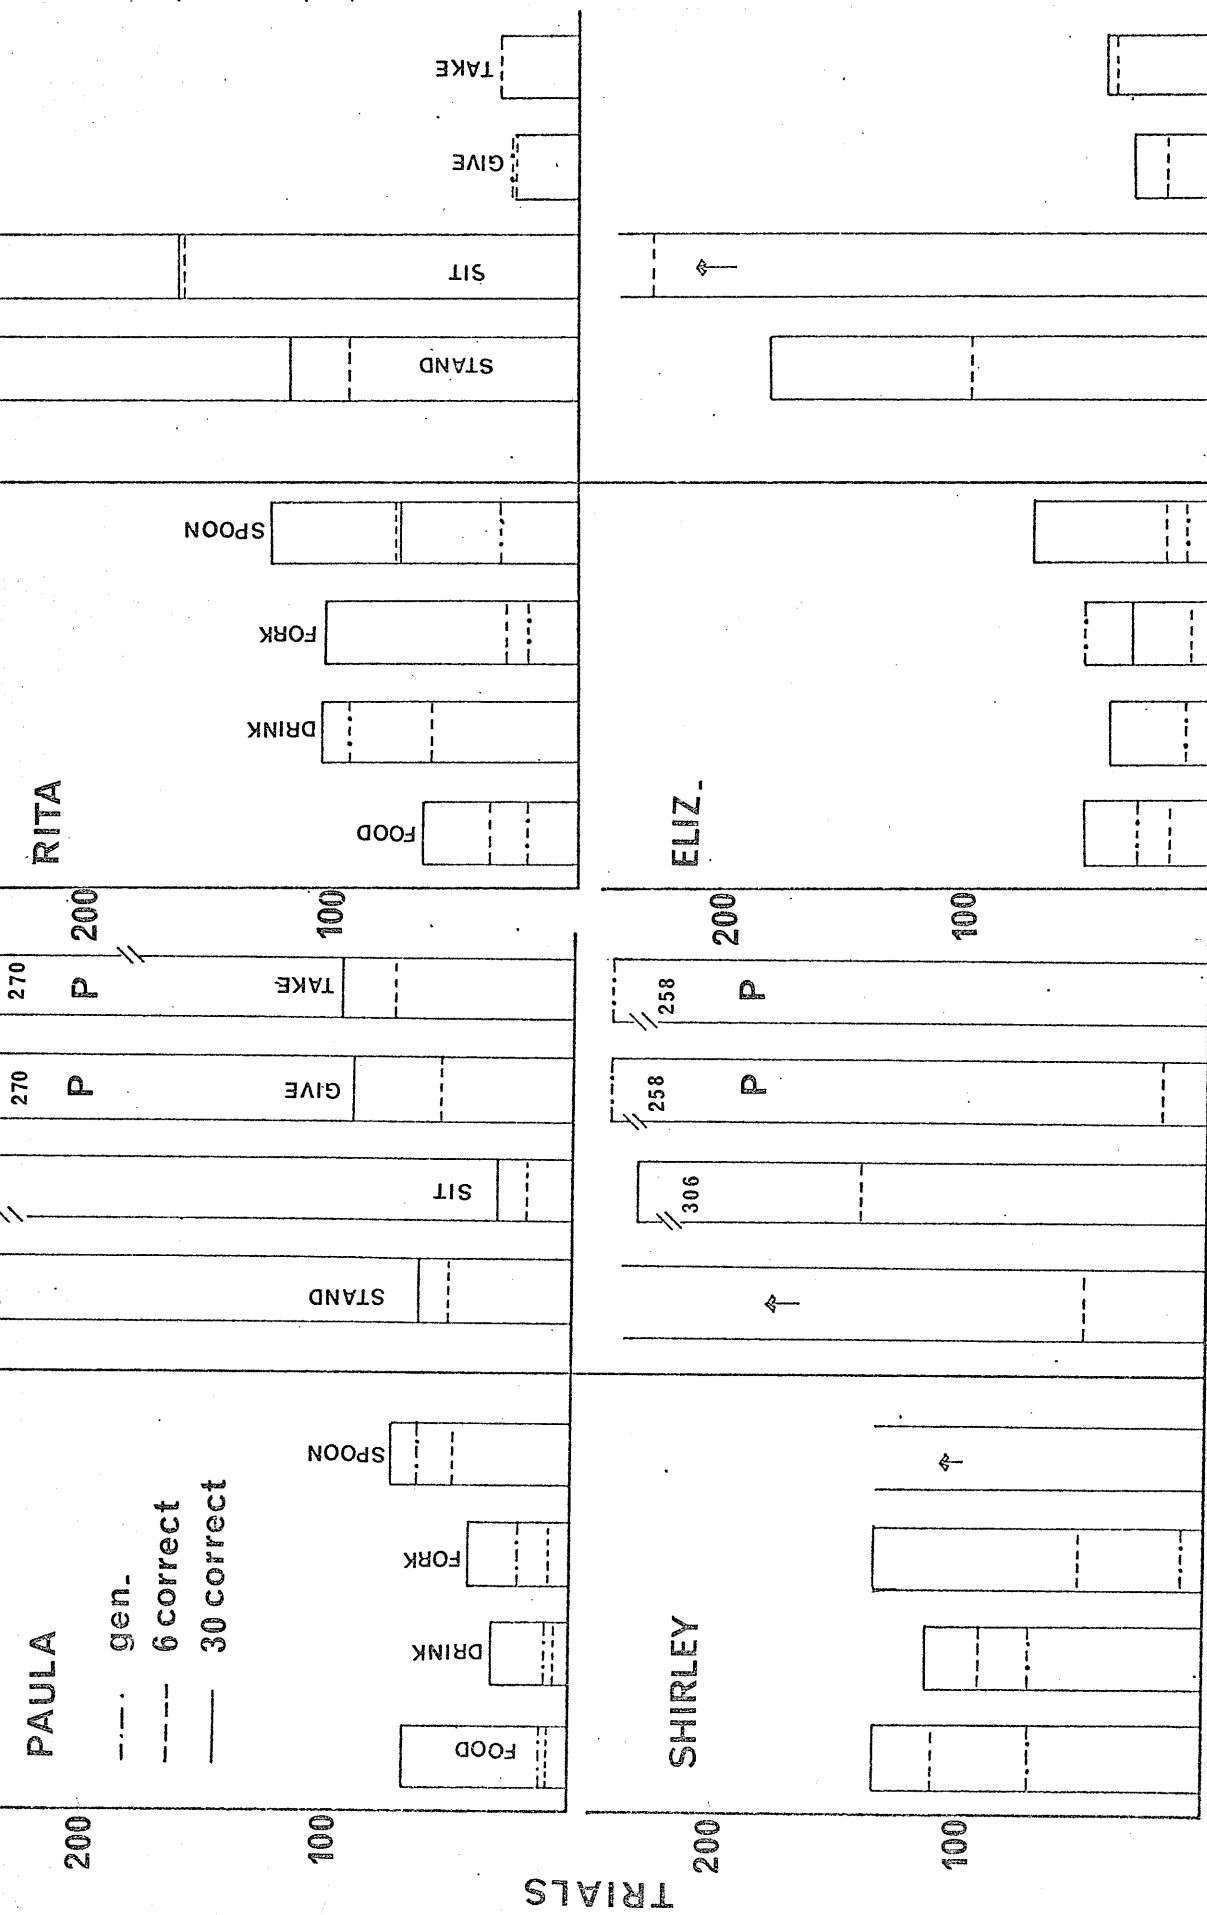 PAULA
gen.
6 correct
30 correct
TRIALS
200
100
FOOD
DRINK
FORK
SPOON
STAND
SIT
GIVE
TAKE
270
P
270
P
RITA
200
100
FOOD
DRINK
FORK
SPOON
STAND
SIT
GIVE
TAKE
SHIRLEY
200
100
306
258
P
258
P
ELIZ.
200
100